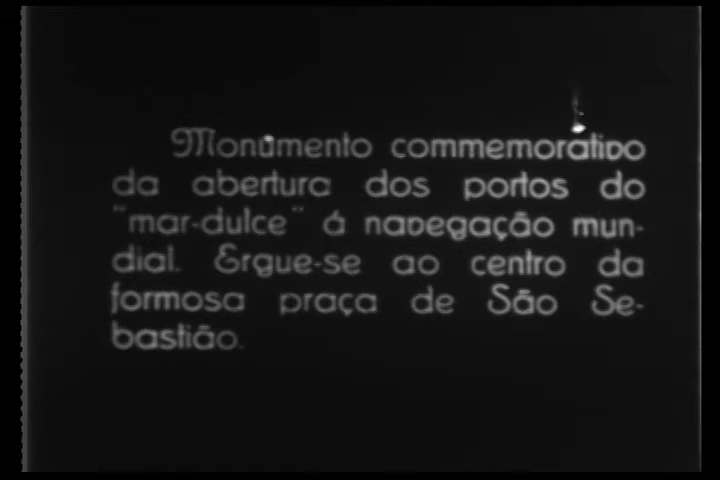 Monumento commemorativo
da abertura dos portos do
"mar-dulce" á navegação mun-
dial. Ergue-se ao centro da
formosa praça de São Se-
bastião.